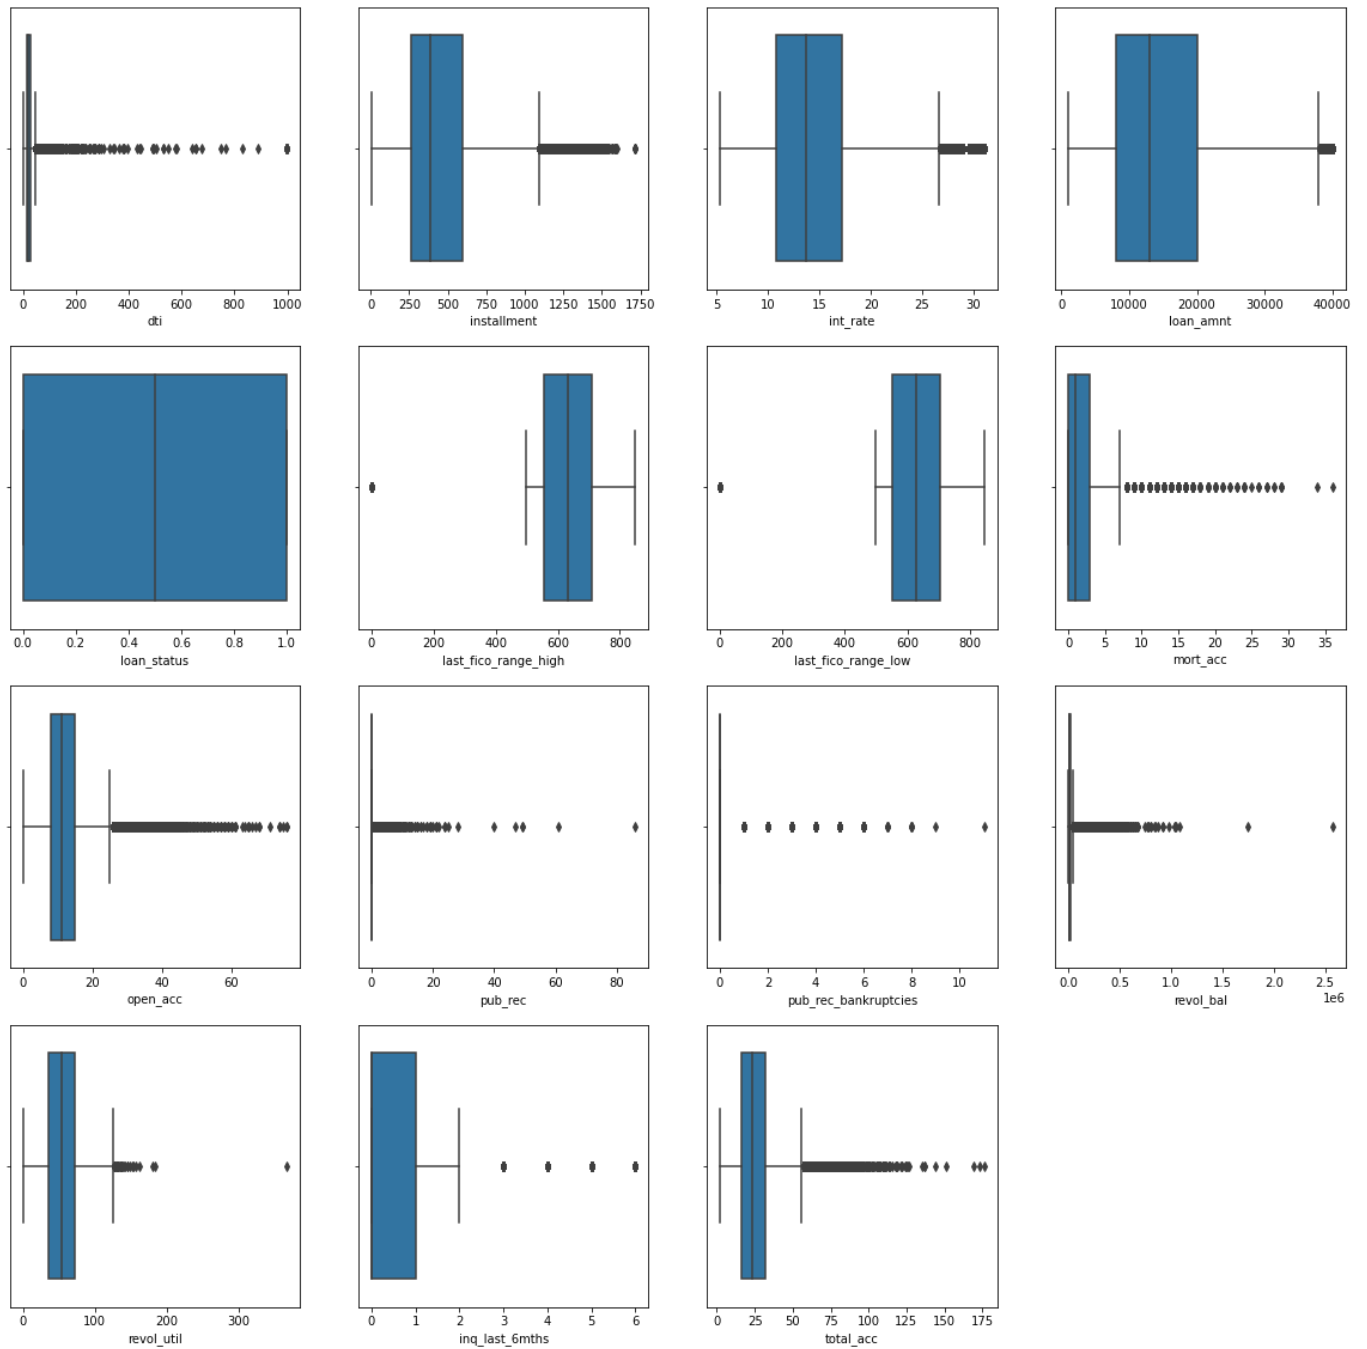 0 200 400 600 800 1000
dti
0 250 500 750 1000 1250 1500 1750
installment
5 10 15 20 25 30
int_rate
0 10000 20000 30000 40000
loan_amnt
0.0 0.2 0.4 0.6 0.8 1.0
loan_status
0 200 400 600 800
last_fico_range_high
0 200 400 600 800
last_fico_range_low
0 5 10 15 20 25 30 35
mort_acc
0 20 40 60
open_acc
0 20 40 60 80
pub_rec
0 2 4 6 8 10
pub_rec_bankruptcies
0.0 0.5 1.0 1.5 2.0 2.5
1e6
revol_bal
0 100 200 300
revol_util
0 1 2 3 4 5 6
inq_last_6mths
0 25 50 75 100 125 150 175
total_acc